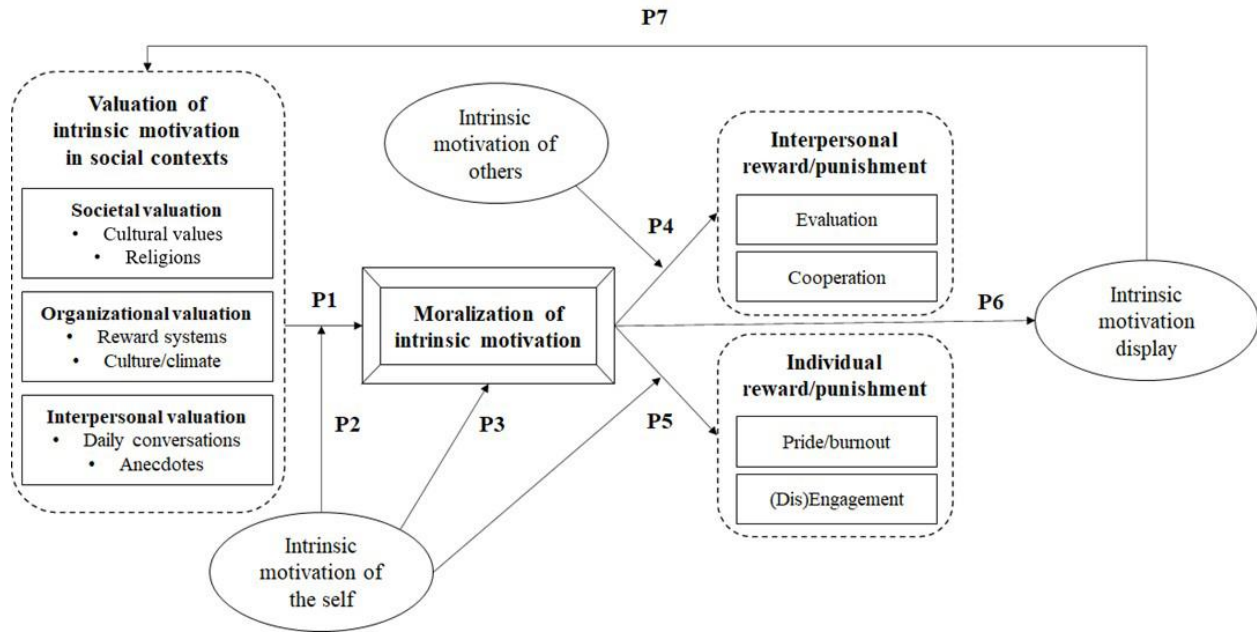 P7
Valuation of
intrinsic motivation
in social contexts
Societal valuation
• Cultural values
• Religions
Organizational valuation
• Reward systems
• Culture/climate
Interpersonal valuation
• Daily conversations
• Anecdotes
P1
P2
Intrinsic
motivation of
the self
P3
Moralization of
intrinsic motivation
Intrinsic
motivation of
others
P4
P5
Interpersonal
reward/punishment
Evaluation
Cooperation
Individual
reward/punishment
Pride/burnout
(Dis)Engagement
P6
Intrinsic
motivation
display